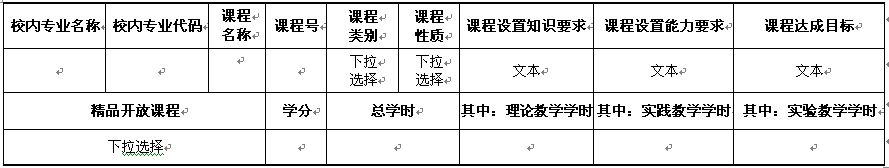 校内专业名称 校内专业代码 课程名称 课程号 课程类别 课程性质 课程设置知识要求 课程设置能力要求 课程达成目标
下拉选择 下拉选择 文本 文本 文本
精品开放课程 学分 总学时 其中：理论教学学时 其中：实践教学学时 其中：实验教学学时
下拉选择